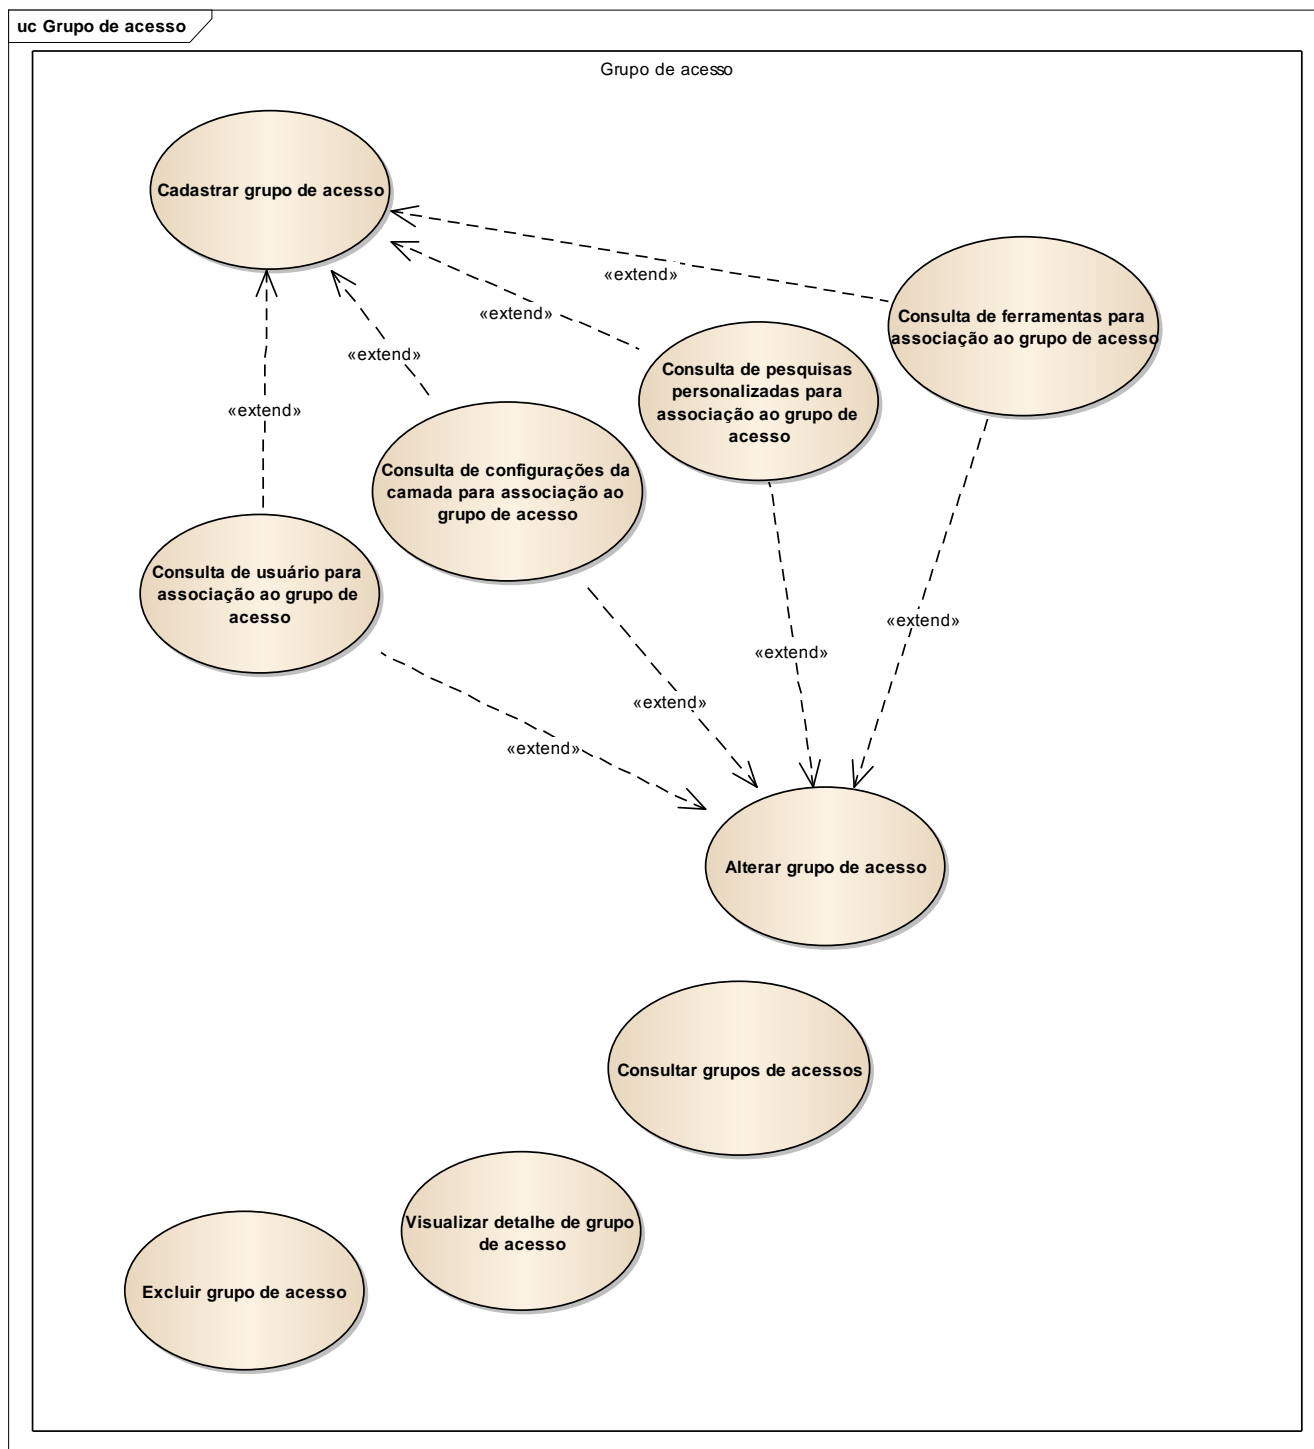 uc Grupo de acesso
Grupo de acesso
Cadastrar grupo de acesso
«extend»
«extend»
«extend»
«extend»
Consulta de ferramentas para
associação ao grupo de acesso
Consulta de pesquisas
personalizadas para
associação ao grupo de
acesso
Consulta de configurações da
camada para associação ao
grupo de acesso
Consulta de usuário para
associação ao grupo de
acesso
«extend»
«extend»
«extend»
«extend»
Alterar grupo de acesso
Consultar grupos de acessos
Visualizar detalhe de grupo
de acesso
Excluir grupo de acesso